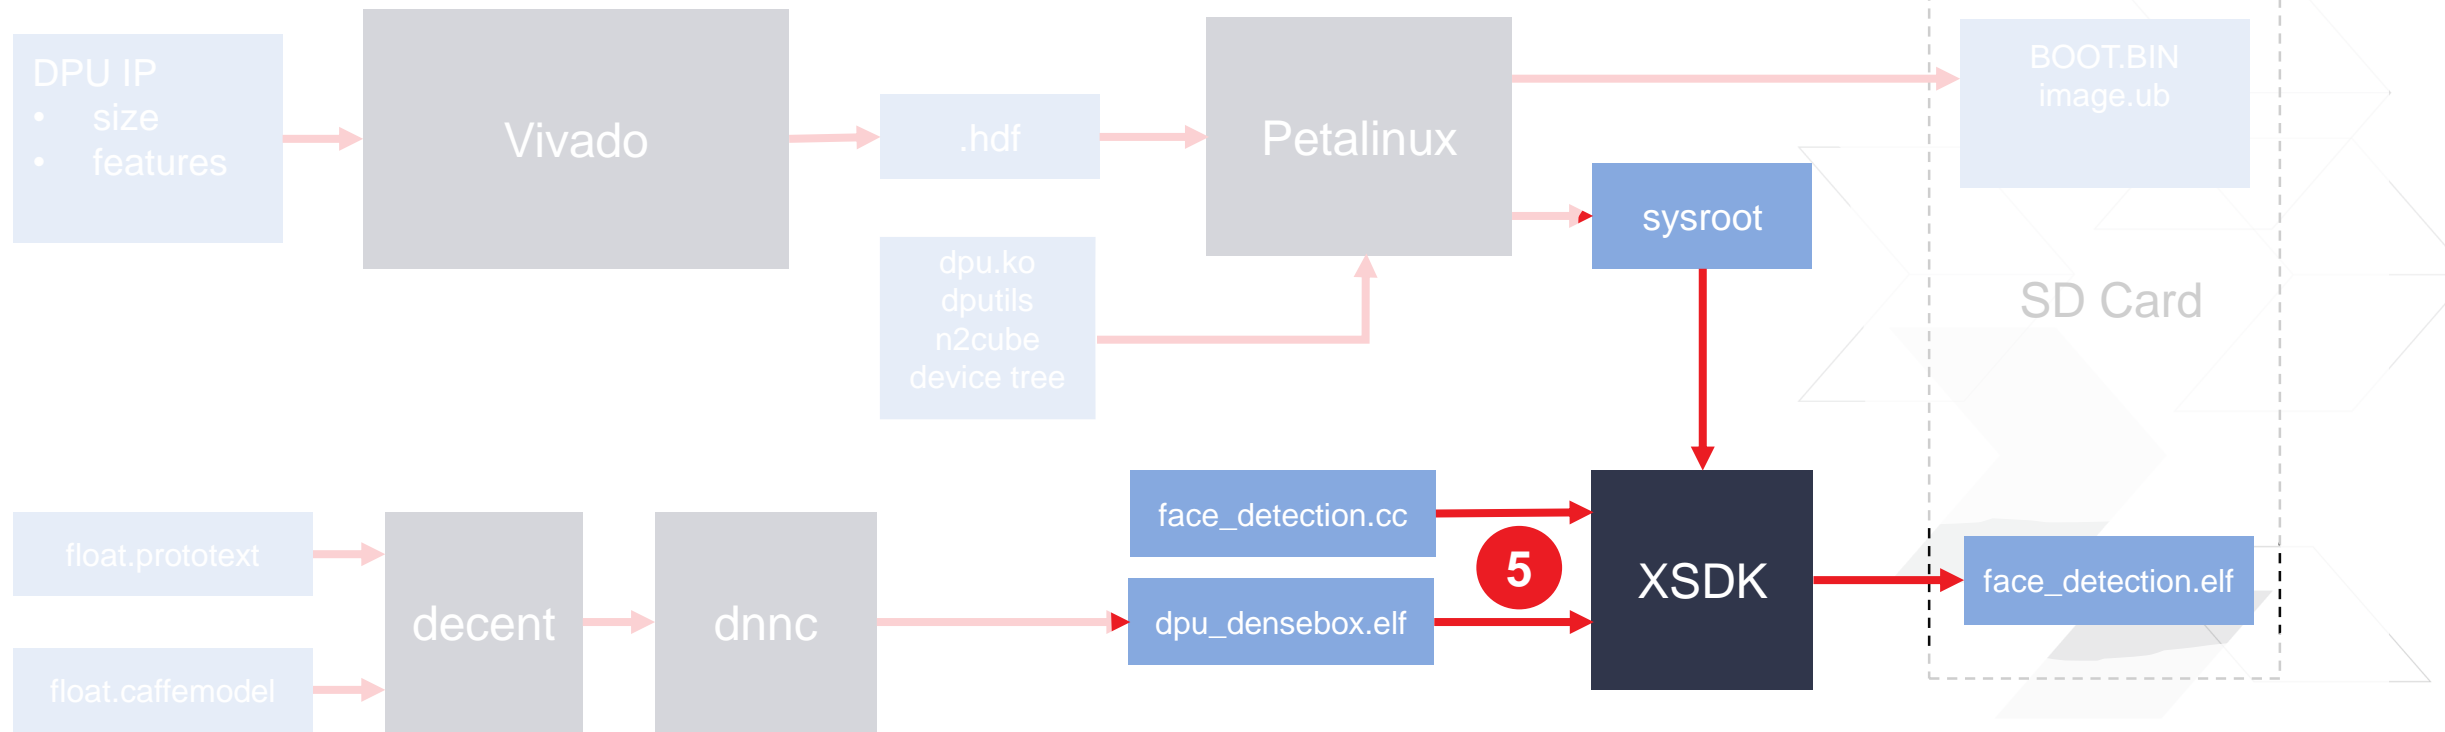 DPU IP
• size
• features
Vivado
.hdf
Petalinux
BOOT.BIN
image.ub
sysroot
dpu.ko
dputils
n2cube
device tree
SD Card
float.prototext
float.caffemodel
decent
dnnc
face_detection.cc
dpu_densebox.elf
5
XSDK
face_detection.elf